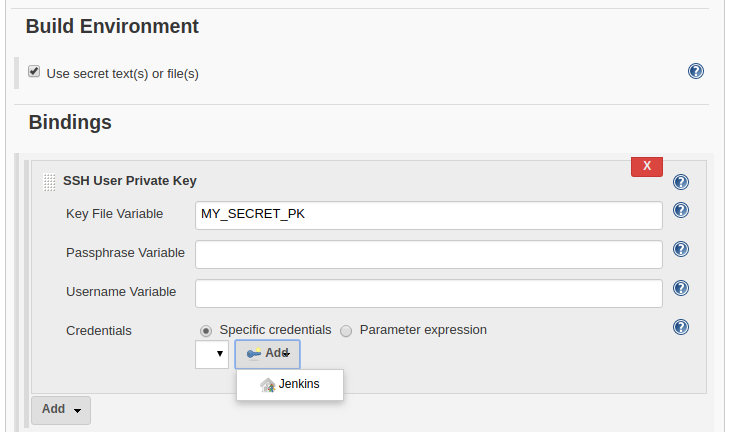 Build Environment
Use secret text(s) or file(s)
?
Bindings
X
SSH User Private Key
?
Key File Variable MY_SECRET_PK ?
Passphrase Variable ?
Username Variable ?
Credentials Specific credentials Parameter expression ?
Add
Jenkins
Add